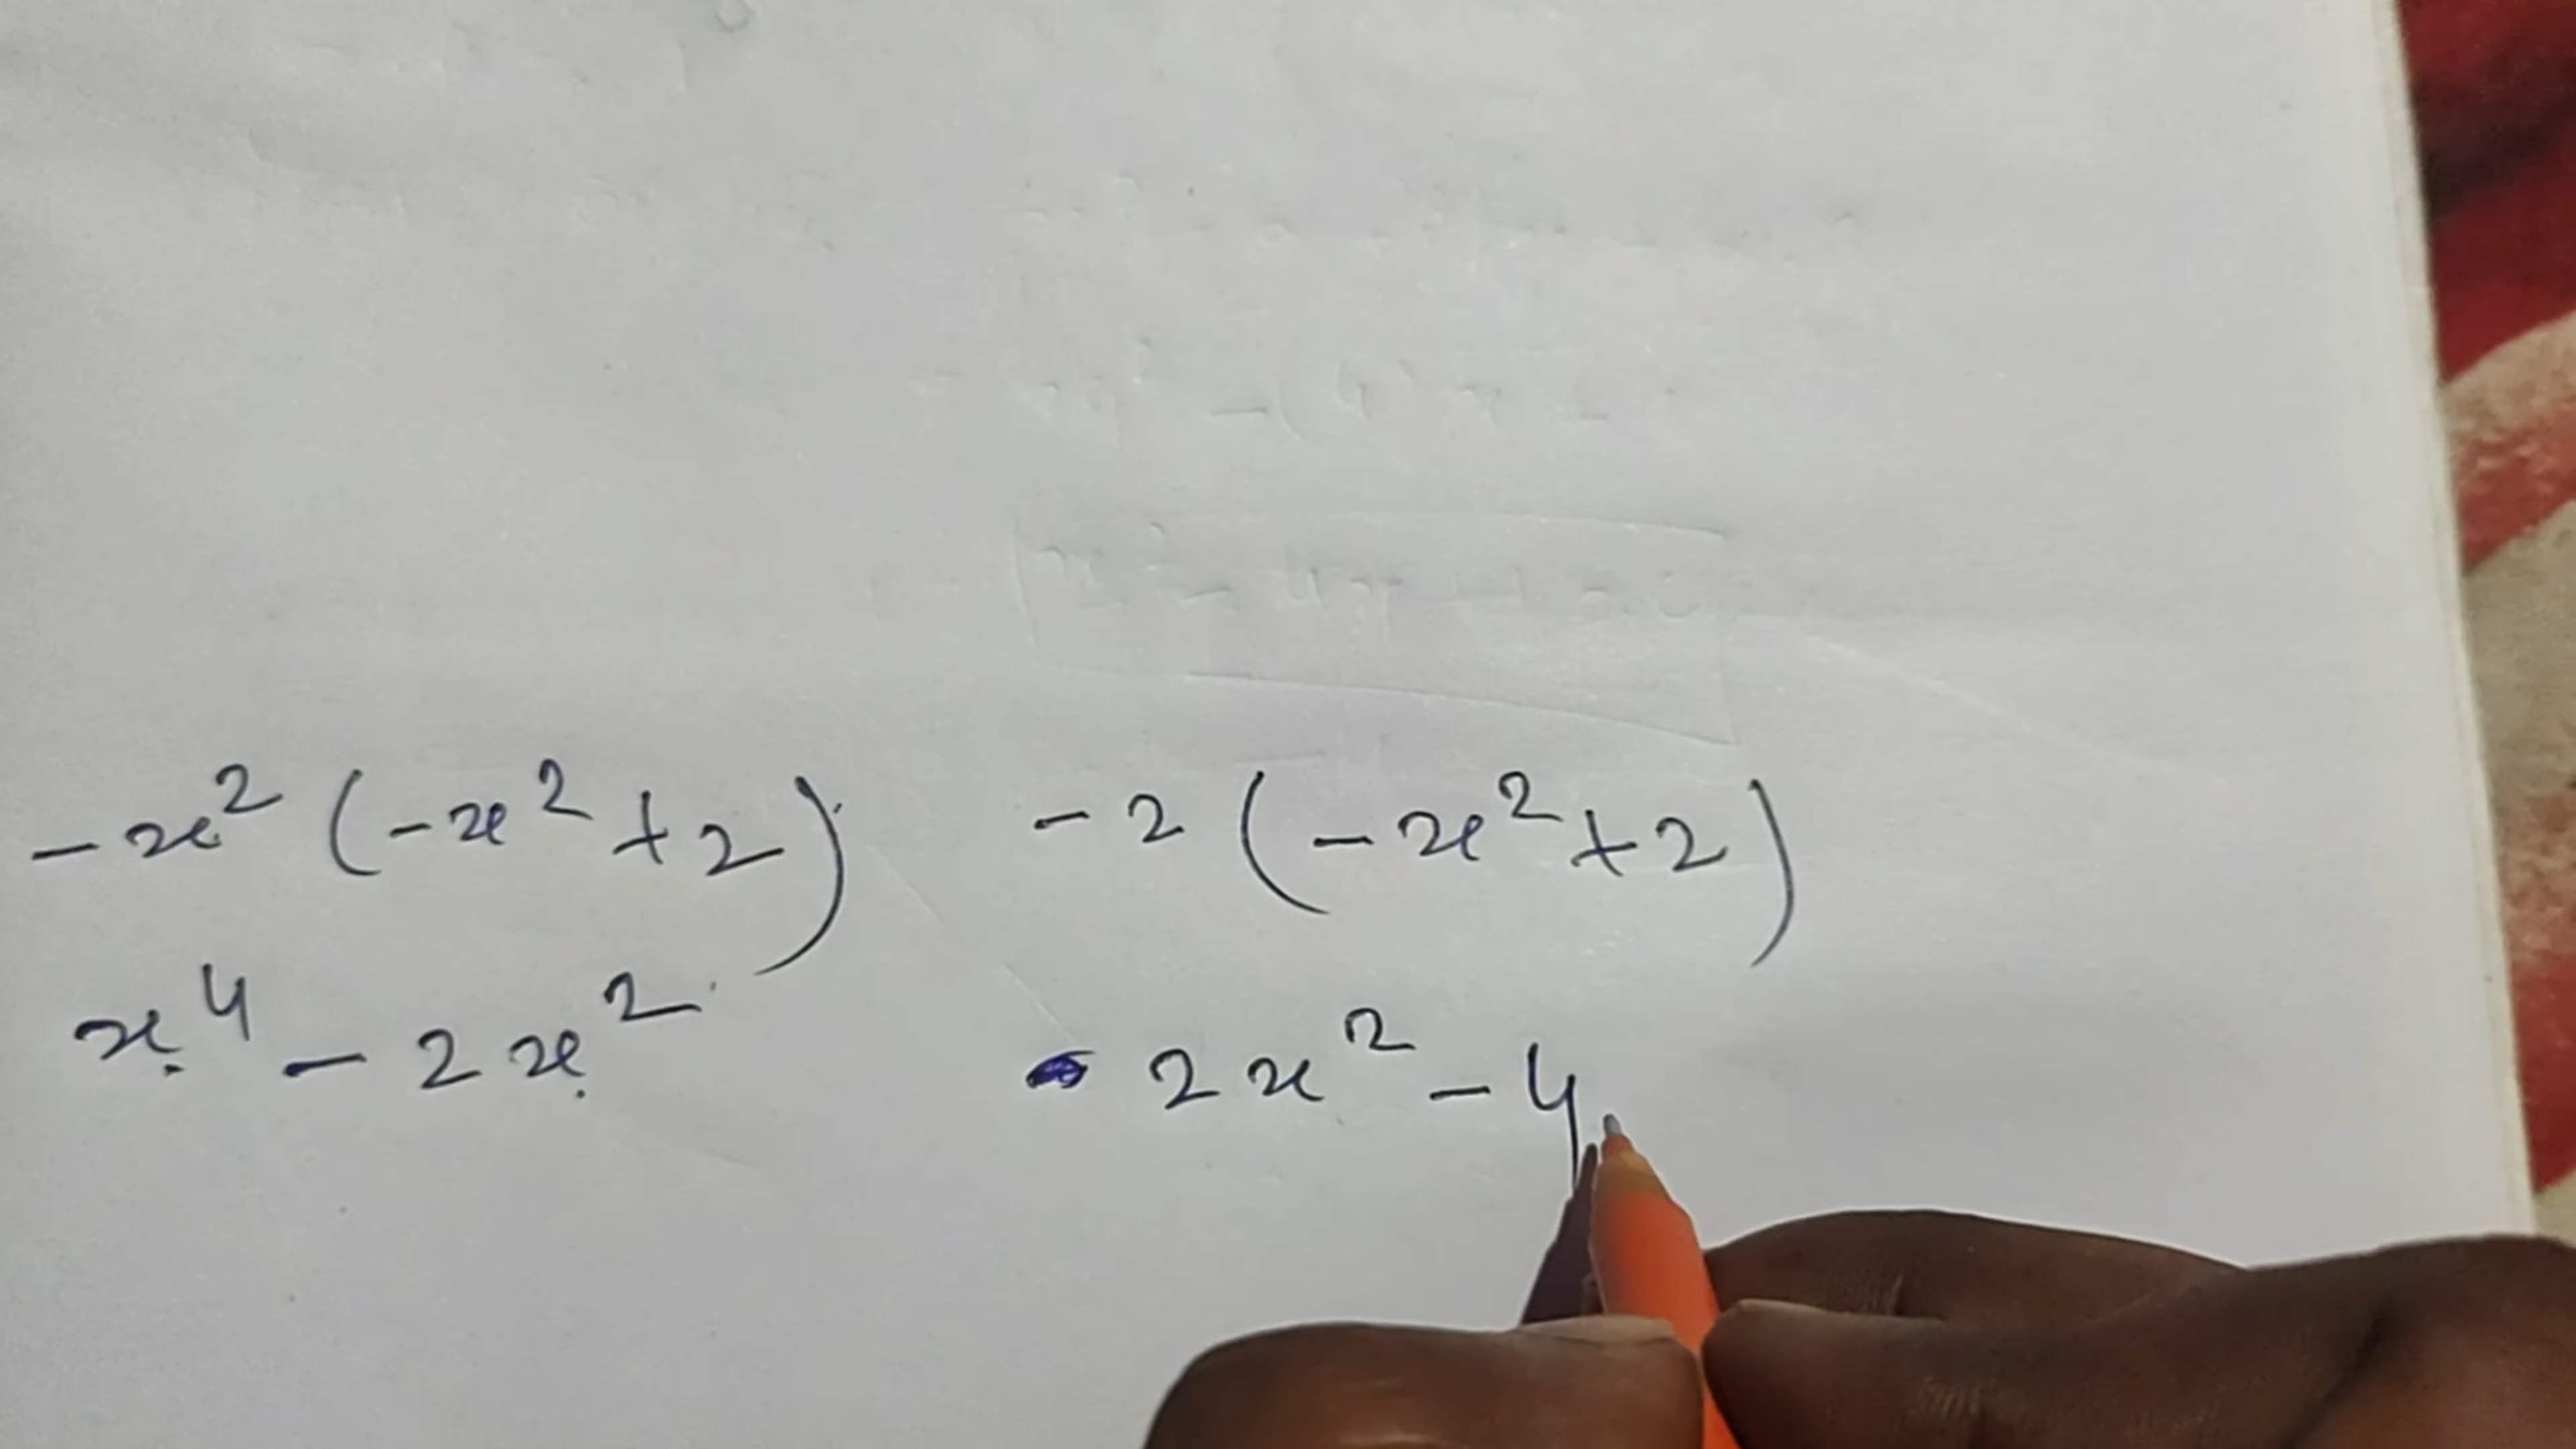 -x² (-x² + 2) -2 (-x² + 2)
x⁴ - 2x² 2x² - 4